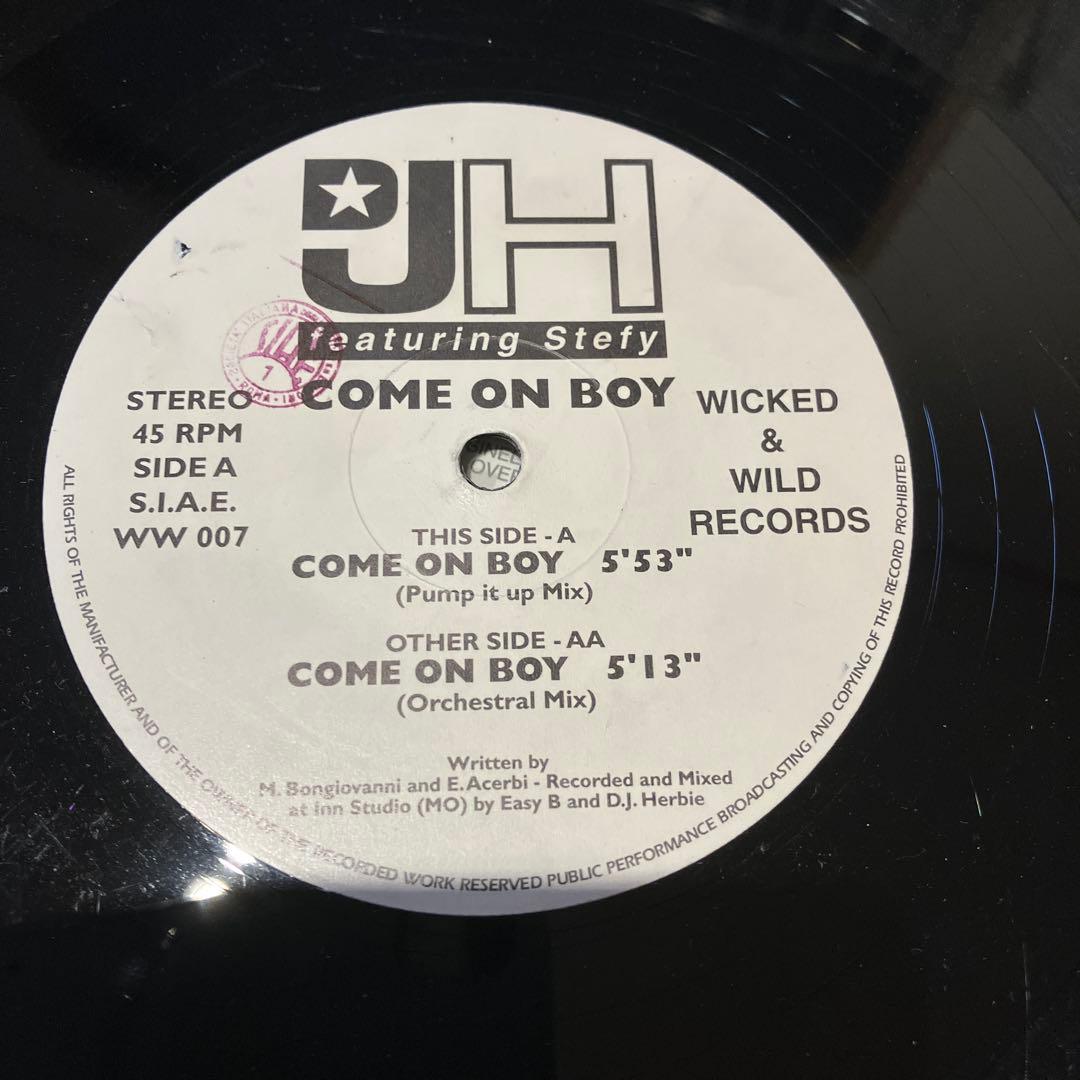 DJH
featuring Stefy
COME ON BOY
STEREO
45 RPM
SIDE A
S.I.A.E.
WW 007
WICKED
&
WILD
RECORDS
THIS SIDE - A
COME ON BOY 5'53"
(Pump it up Mix)
OTHER SIDE - AA
COME ON BOY 5'13"
(Orchestral Mix)
Written by
M. Bongiovanni and E. Acerbi - Recorded and Mixed
at Inn Studio (MO) by Easy B and D.J. Herbie
ALL RIGHTS OF THE MANIFACTURER AND OF THE OWNER OF THE RECORDED WORK RESERVED PUBLIC PERFORMANCE BROADCASTING AND COPYING OF THIS RECORD PROHIBITED
ITALIANA
ROMA